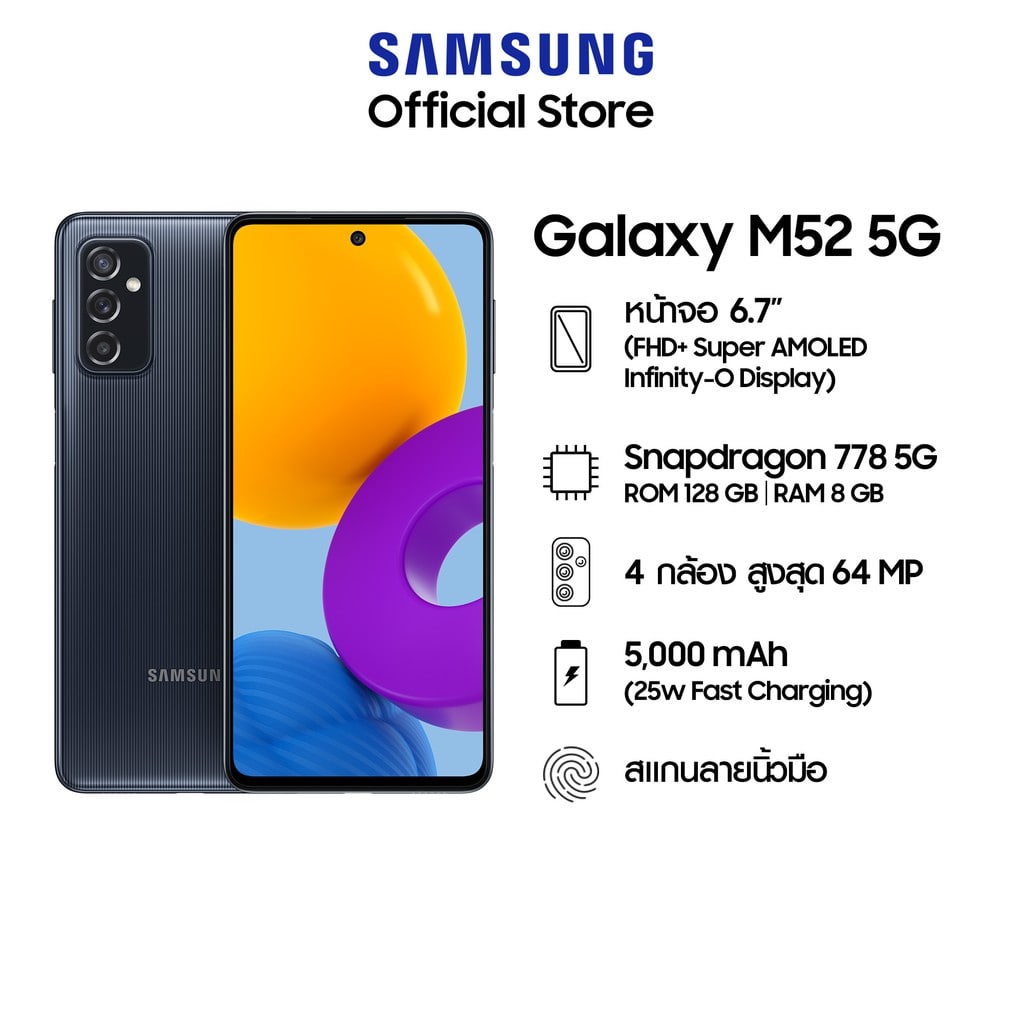 SAMSUNG
Official Store
Galaxy M52 5G
หน้าจอ 6.7”
(FHD+ Super AMOLED
Infinity-O Display)
Snapdragon 778 5G
ROM 128 GB | RAM 8 GB
4 กล้อง สูงสุด 64 MP
5,000 mAh
(25w Fast Charging)
สแกนลายนิ้วมือ
SAMSUN